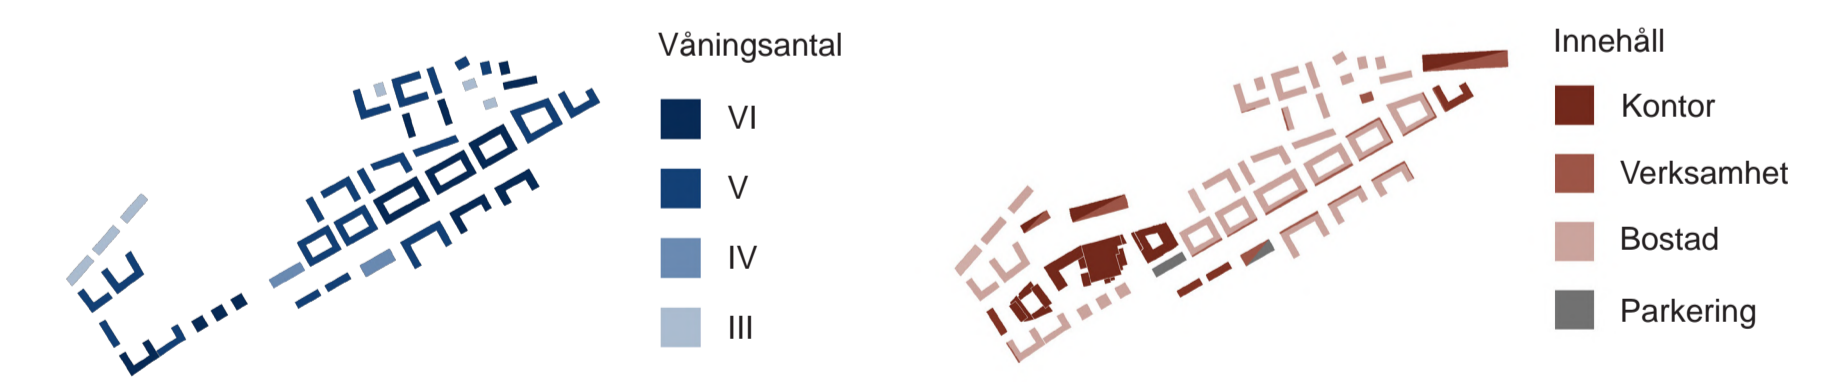 Våningsantal
VI
V
IV
III
Innehåll
Kontor
Verksamhet
Bostad
Parkering